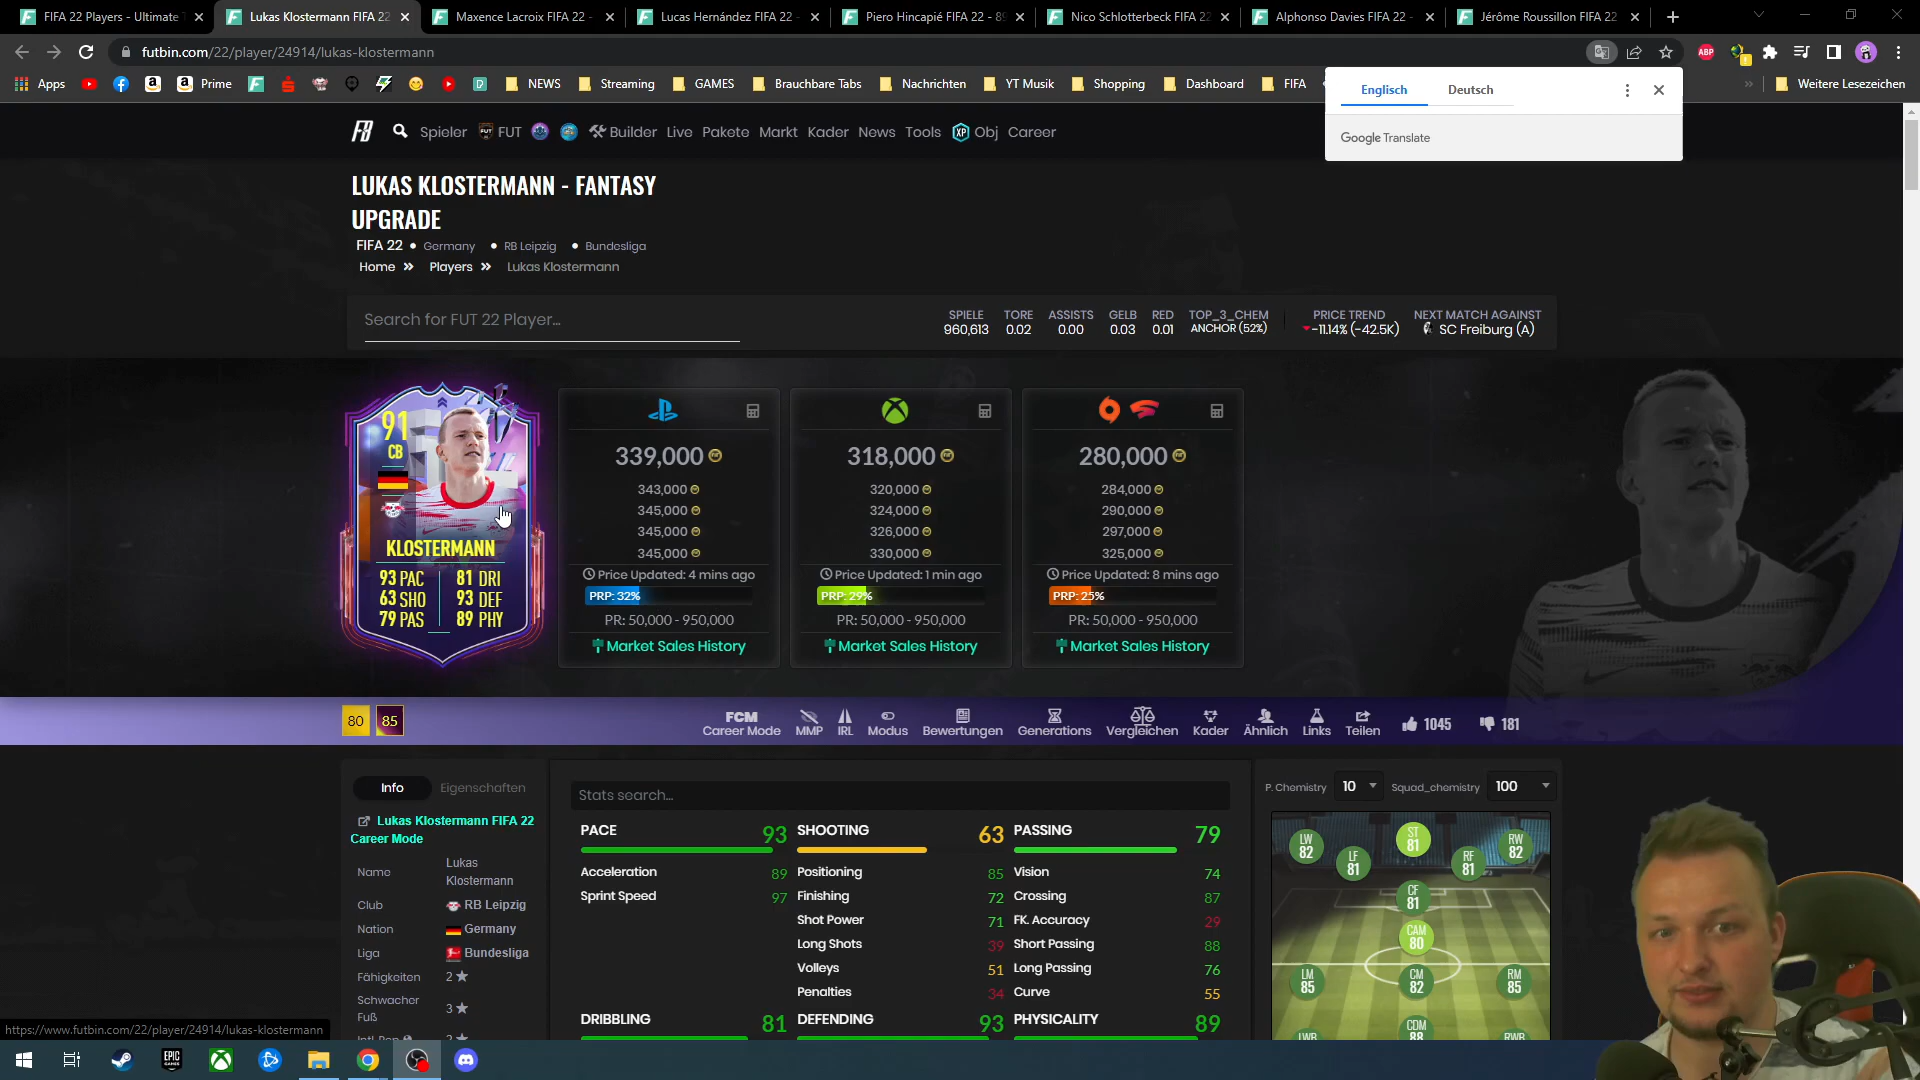 FIFA 22 Players - Ultimate T
Lukas Klostermann FIFA 22
Maxence Lacroix FIFA 22 -
Lucas Hernández FIFA 22 -
Piero Hincapié FIFA 22 - 89
Nico Schlotterbeck FIFA 22
Alphonso Davies FIFA 22 -
Jérôme Roussillon FIFA 22
futbin.com/22/player/24914/lukas-klostermann
ABP
Apps
Prime
NEWS
Streaming
GAMES
Brauchbare Tabs
Nachrichten
YT Musik
Shopping
Dashboard
FIFA
Weitere Lesezeichen
Englisch Deutsch
Google Translate
Spieler FUT Builder Live Pakete Markt Kader News Tools XP Obj Career
LUKAS KLOSTERMANN - FANTASY
UPGRADE
FIFA 22 • Germany • RB Leipzig • Bundesliga
Home » Players » Lukas Klostermann
Search for FUT 22 Player...
SPIELE TORE ASSISTS GELB RED TOP_3_CHEM PRICE TREND NEXT MATCH AGAINST
960,613 0.02 0.00 0.03 0.01 ANCHOR (52%) -11.14% (-42.5K) SC Freiburg (A)
91
CB
KLOSTERMANN
93 PAC 81 DRI
63 SHO 93 DEF
79 PAS 89 PHY
339,000
343,000
345,000
345,000
345,000
Price Updated: 4 mins ago
PRP: 32%
PR: 50,000 - 950,000
Market Sales History
318,000
320,000
324,000
326,000
330,000
Price Updated: 1 min ago
PRP: 29%
PR: 50,000 - 950,000
Market Sales History
280,000
284,000
290,000
297,000
325,000
Price Updated: 8 mins ago
PRP: 25%
PR: 50,000 - 950,000
Market Sales History
80 85
FCM
Career Mode MMP IRL Modus Bewertungen Generations Vergleichen Kader Ähnlich Links Teilen 1045 181
Info Eigenschaften
Lukas Klostermann FIFA 22
Career Mode
Name Lukas
Klostermann
Club RB Leipzig
Nation Germany
Liga Bundesliga
Fähigkeiten 2
Schwacher
Fuß 3
Stats search...
PACE 93
Acceleration 89
Sprint Speed 97
SHOOTING 63
Positioning 85
Finishing 72
Shot Power 71
Long Shots 39
Volleys 51
Penalties 34
PASSING 79
Vision 74
Crossing 87
FK. Accuracy 29
Short Passing 88
Long Passing 76
Curve 55
DRIBBLING 81
DEFENDING 93
PHYSICALITY 89
P. Chemistry 10 Squad_chemistry 100
LW
82
ST
81
RW
82
LF
81
RF
81
CF
81
CAM
80
LM
85
CM
82
RM
85
CDM
88
LWB
RWB
https://www.futbin.com/22/player/24914/lukas-klostermann
EPIC
GAMES